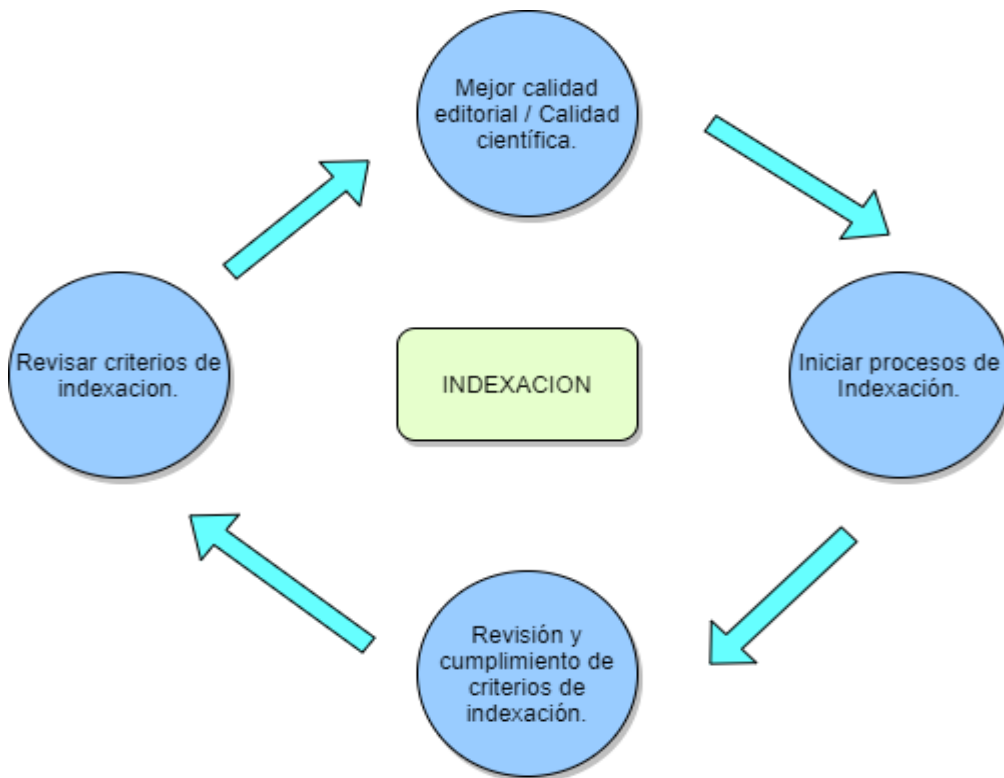 Mejor calidad
editorial / Calidad
científica.
Revisar criterios de
indexacion.
INDEXACION
Iniciar procesos de
Indexación.
Revisión y
cumplimiento de
criterios de
indexación.